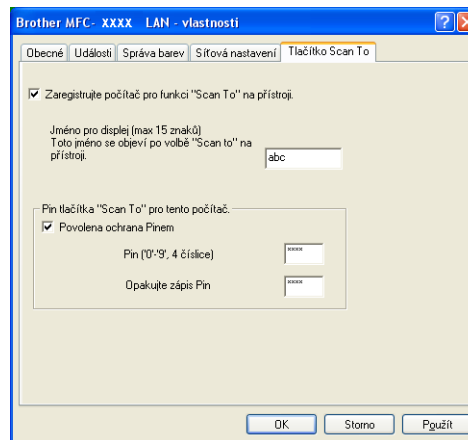 Brother MFC- XXXX LAN - vlastnosti
Obecné Události Správa barev Síťová nastavení Tlačítko Scan To
Zaregistrujte počítač pro funkci "Scan To" na přístroji.
Jméno pro displej (max 15 znaků)
Toto jméno se objeví po volbě "Scan to" na
přístroji.
abc
Pin tlačítka "Scan To" pro tento počítač.
Povolena ochrana Pinem
Pin ('0'-'9', 4 číslice)
xxxx
Opakujte zápis Pin
xxxx
OK Storno Použít